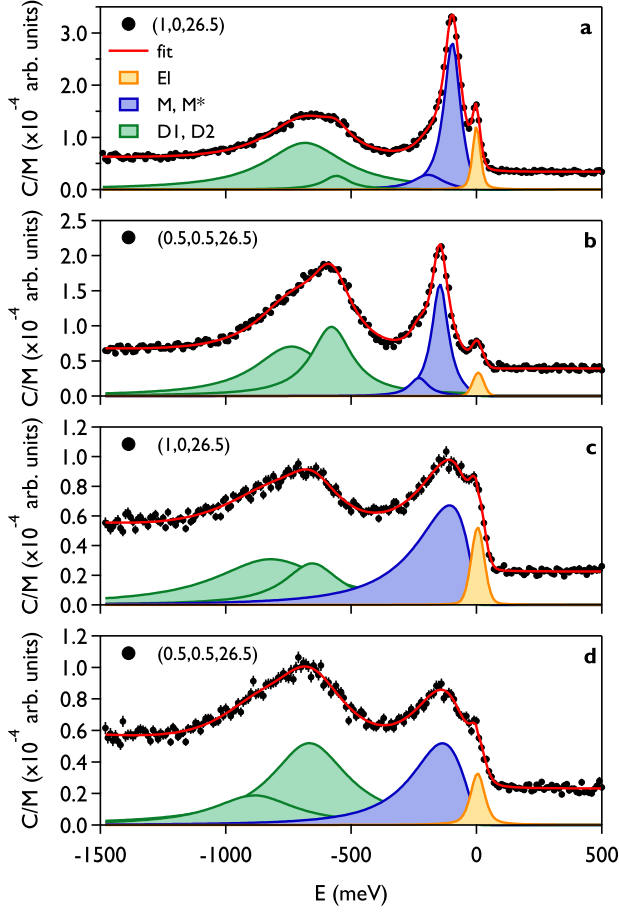 a
(1,0,26.5)
fit
El
M, M*
D1, D2
C/M (x10⁻⁴ arb. units)
3.0
2.0
1.0
0.0
b
(0.5,0.5,26.5)
C/M (x10⁻⁴ arb. units)
2.5
2.0
1.5
1.0
0.5
0.0
c
(1,0,26.5)
C/M (x10⁻⁴ arb. units)
1.2
1.0
0.8
0.6
0.4
0.2
0.0
d
(0.5,0.5,26.5)
C/M (x10⁻⁴ arb. units)
1.2
1.0
0.8
0.6
0.4
0.2
0.0
-1500 -1000 -500 0 500
E (meV)